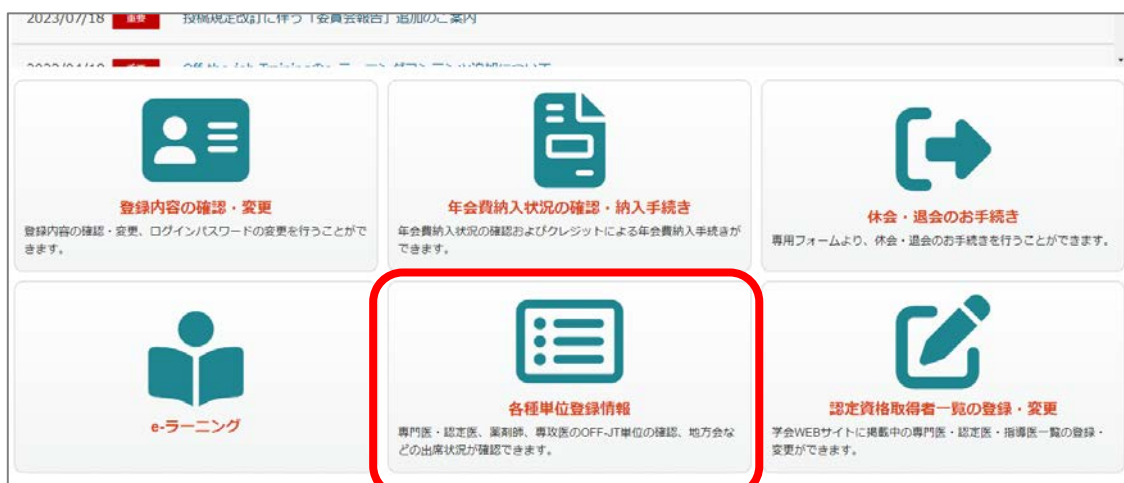 2023/07/18 重要 投稿規定改訂に伴う「委員会報告」追加のご案内
登録内容の確認・変更
登録内容の確認・変更、ログインパスワードの変更を行うことがで
きます。
年会費納入状況の確認・納入手続き
年会費納入状況の確認およびクレジットによる年会費納入手続きが
できます。
休会・退会のお手続き
専用フォームより、休会・退会のお手続きを行うことができます。
e-ラーニング
各種単位登録情報
専門医・認定医、薬剤師、専攻医のOFF-JT単位の確認、地方会な
どの出席状況が確認できます。
認定資格取得者一覧の登録・変更
学会WEBサイトに掲載中の専門医・認定医・指導医一覧の登録・
変更ができます。